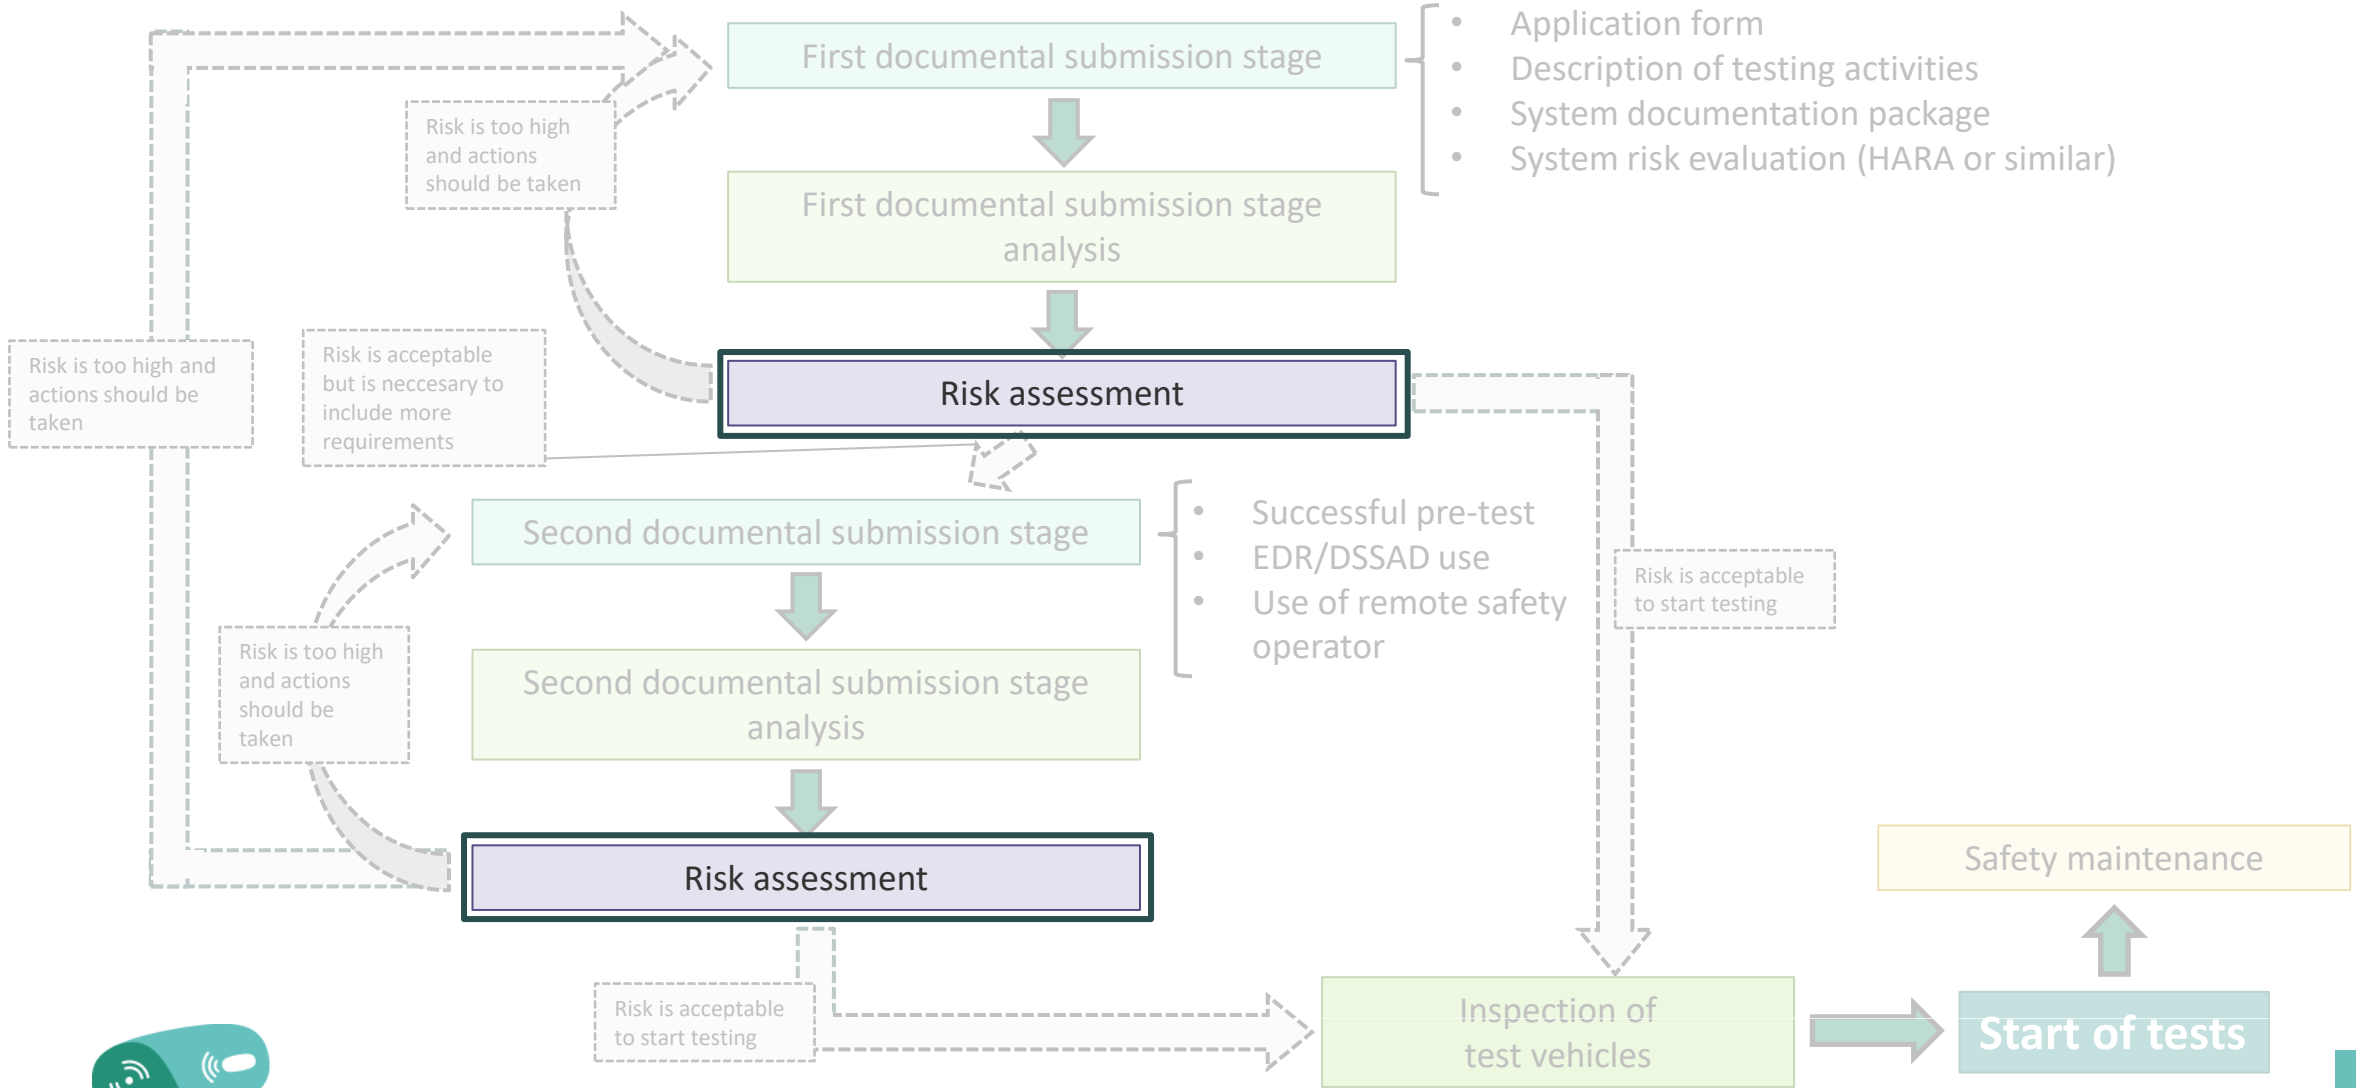 First documental submission stage
• Application form
• Description of testing activities
• System documentation package
• System risk evaluation (HARA or similar)
Risk is too high
and actions
should be taken
First documental submission stage
analysis
Risk is too high and
actions should be
taken
Risk is acceptable
but is neccesary to
include more
requirements
Risk assessment
Second documental submission stage
• Successful pre-test
• EDR/DSSAD use
• Use of remote safety
operator
Risk is acceptable
to start testing
Risk is too high
and actions
should be
taken
Second documental submission stage
analysis
Risk assessment
Safety maintenance
Risk is acceptable
to start testing
Inspection of
test vehicles
Start of tests